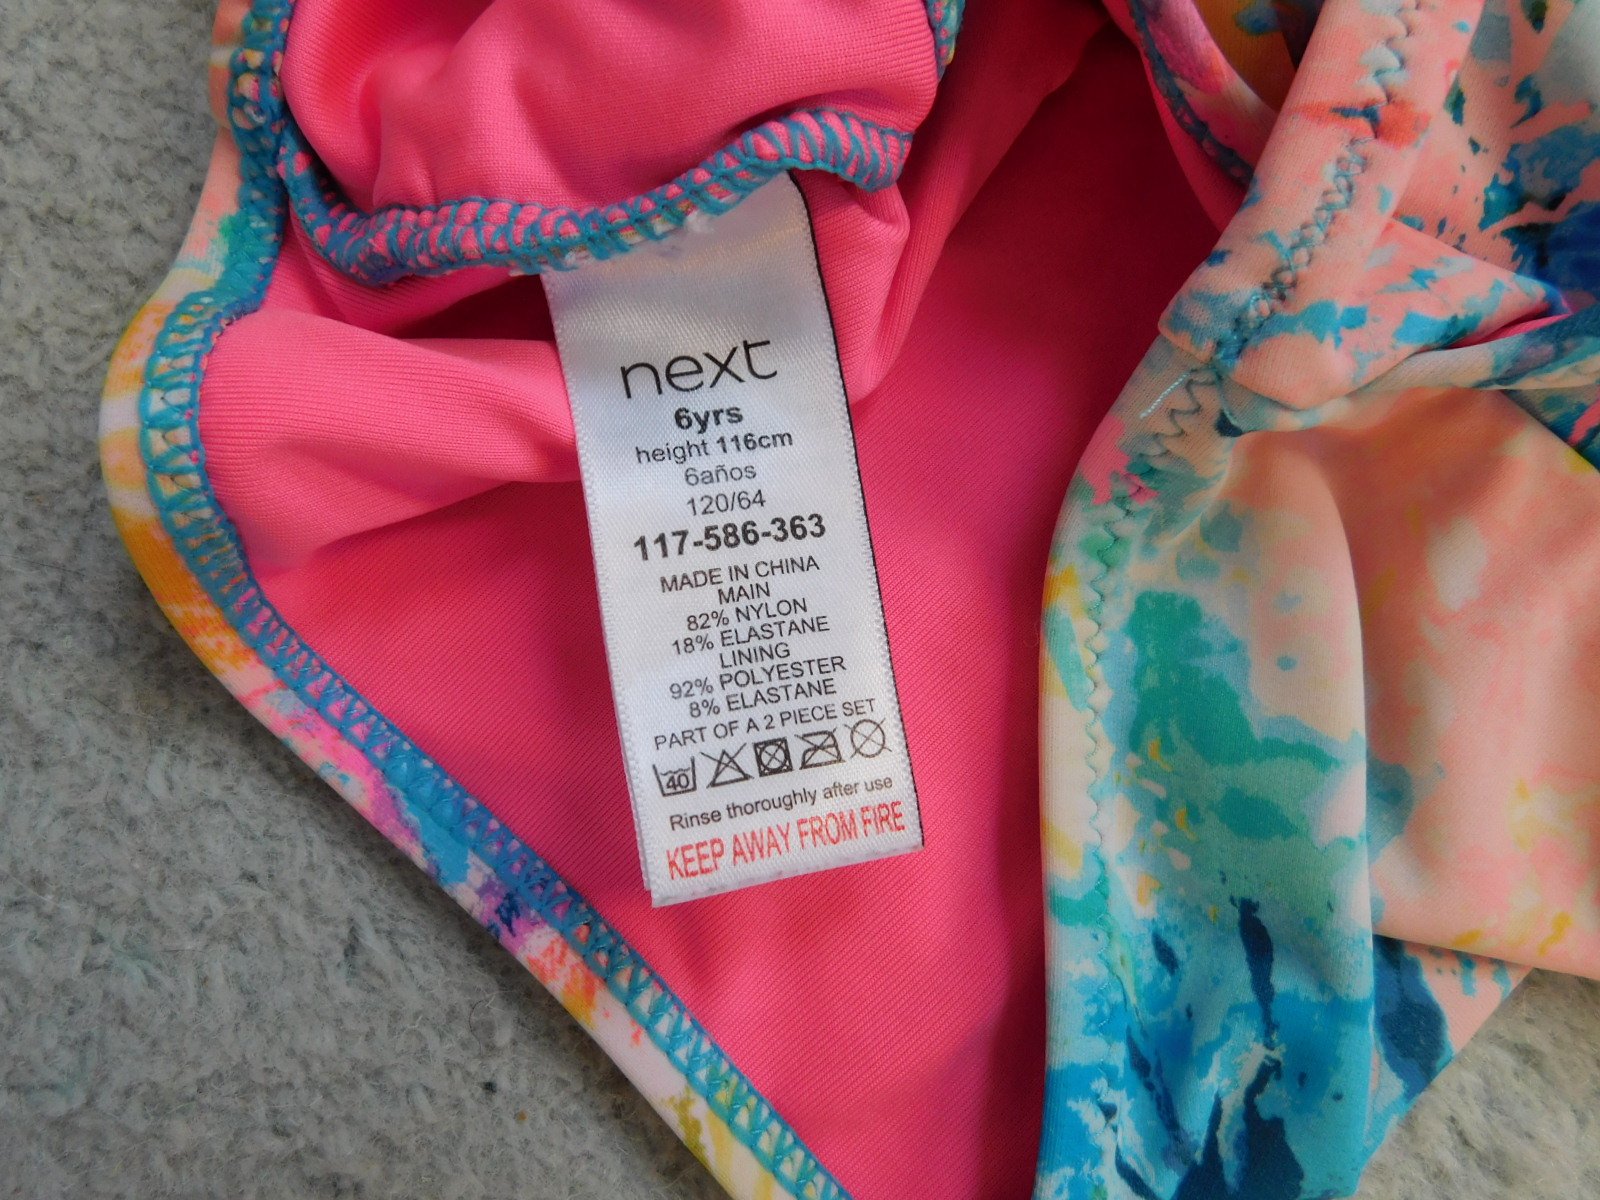 next
6yrs
height 116cm
6años
120/64
117-586-363
MADE IN CHINA
MAIN
82% NYLON
18% ELASTANE
LINING
92% POLYESTER
8% ELASTANE
PART OF A 2 PIECE SET
40
Rinse thoroughly after use
KEEP AWAY FROM FIRE